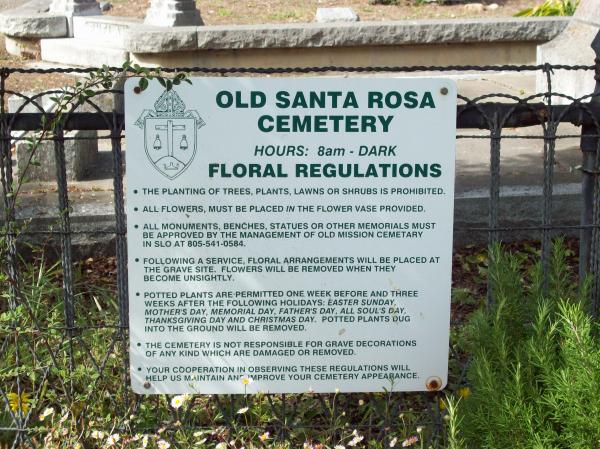 OLD SANTA ROSA
CEMETERY
HOURS: 8am - DARK
FLORAL REGULATIONS
• THE PLANTING OF TREES, PLANTS, LAWNS OR SHRUBS IS PROHIBITED.
• ALL FLOWERS, MUST BE PLACED IN THE FLOWER VASE PROVIDED.
• ALL MONUMENTS, BENCHES, STATUES OR OTHER MEMORIALS MUST
BE APPROVED BY THE MANAGEMENT OF OLD MISSION CEMETARY
IN SLO AT 805-541-0584.
• FOLLOWING A SERVICE, FLORAL ARRANGEMENTS WILL BE PLACED AT
THE GRAVE SITE. FLOWERS WILL BE REMOVED WHEN THEY
BECOME UNSIGHTLY.
• POTTED PLANTS ARE PERMITTED ONE WEEK BEFORE AND THREE
WEEKS AFTER THE FOLLOWING HOLIDAYS: EASTER SUNDAY,
MOTHER'S DAY, MEMORIAL DAY, FATHER'S DAY, ALL SOUL'S DAY,
THANKSGIVING DAY AND CHRISTMAS DAY. POTTED PLANTS DUG
INTO THE GROUND WILL BE REMOVED.
• THE CEMETERY IS NOT RESPONSIBLE FOR GRAVE DECORATIONS
OF ANY KIND WHICH ARE DAMAGED OR REMOVED.
• YOUR COOPERATION IN OBSERVING THESE REGULATIONS WILL
HELP US MAINTAIN AND IMPROVE YOUR CEMETERY APPEARANCE.